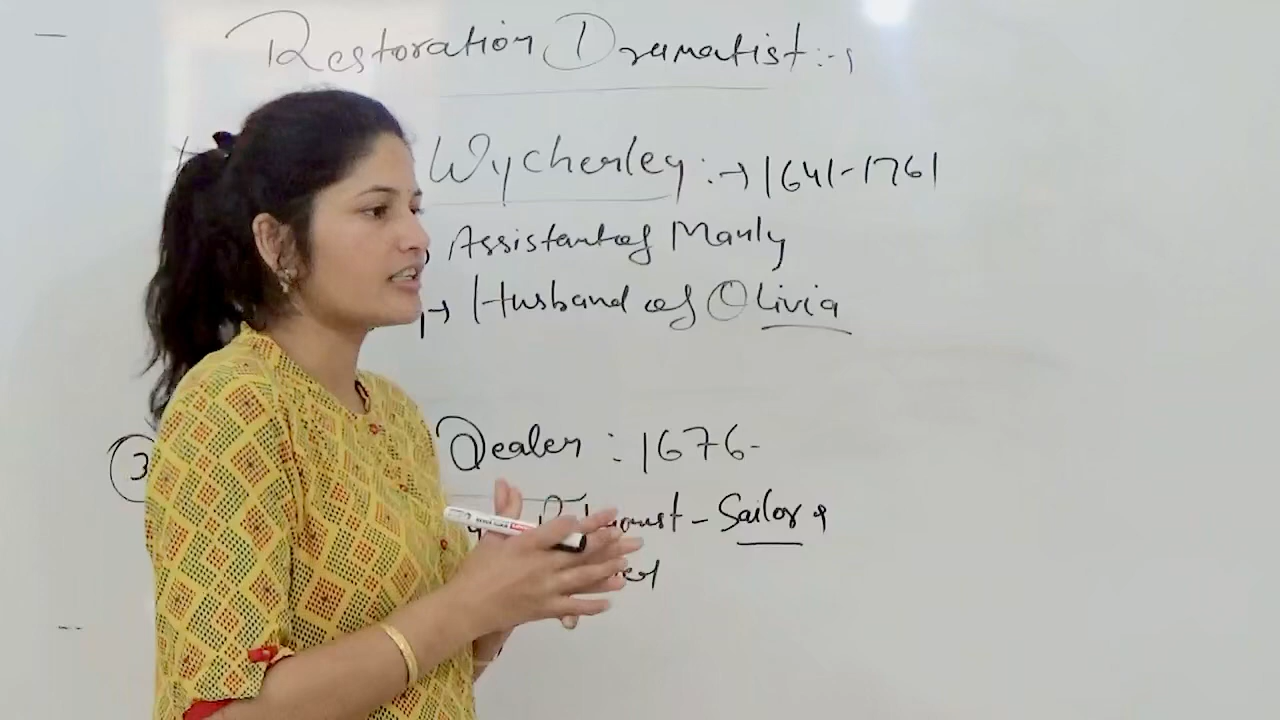 Restoration Dramatist :-
Wycherley :→ 1641-1761
Assistant of Manly
→ Husband of Olivia
③ Dealer : 1676-
- Sailor &